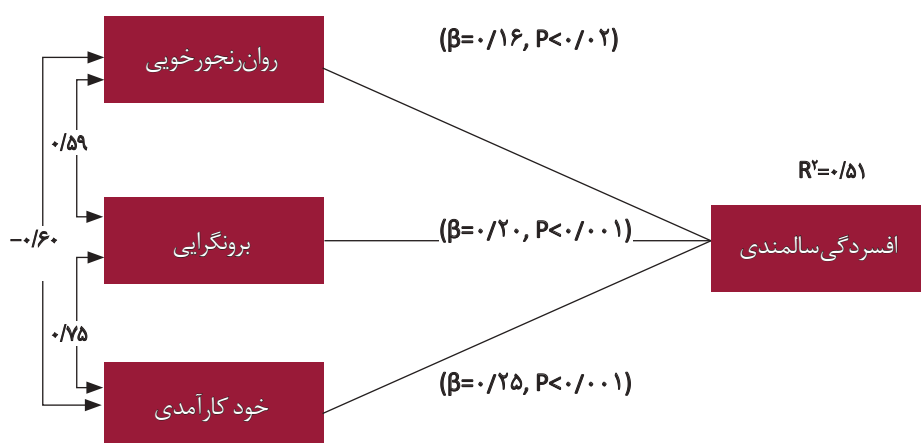 روان‌رنجورخویی
(β=۰/۱۶, P<۰/۰۲)
۰/۵۹
R²=۰/۵۱
برونگرایی
(β=۰/۲۰, P<۰/۰۰۱)
افسردگی‌سالمندی
–۰/۶۰
۰/۷۵
خود کارآمدی
(β=۰/۲۵, P<۰/۰۰۱)